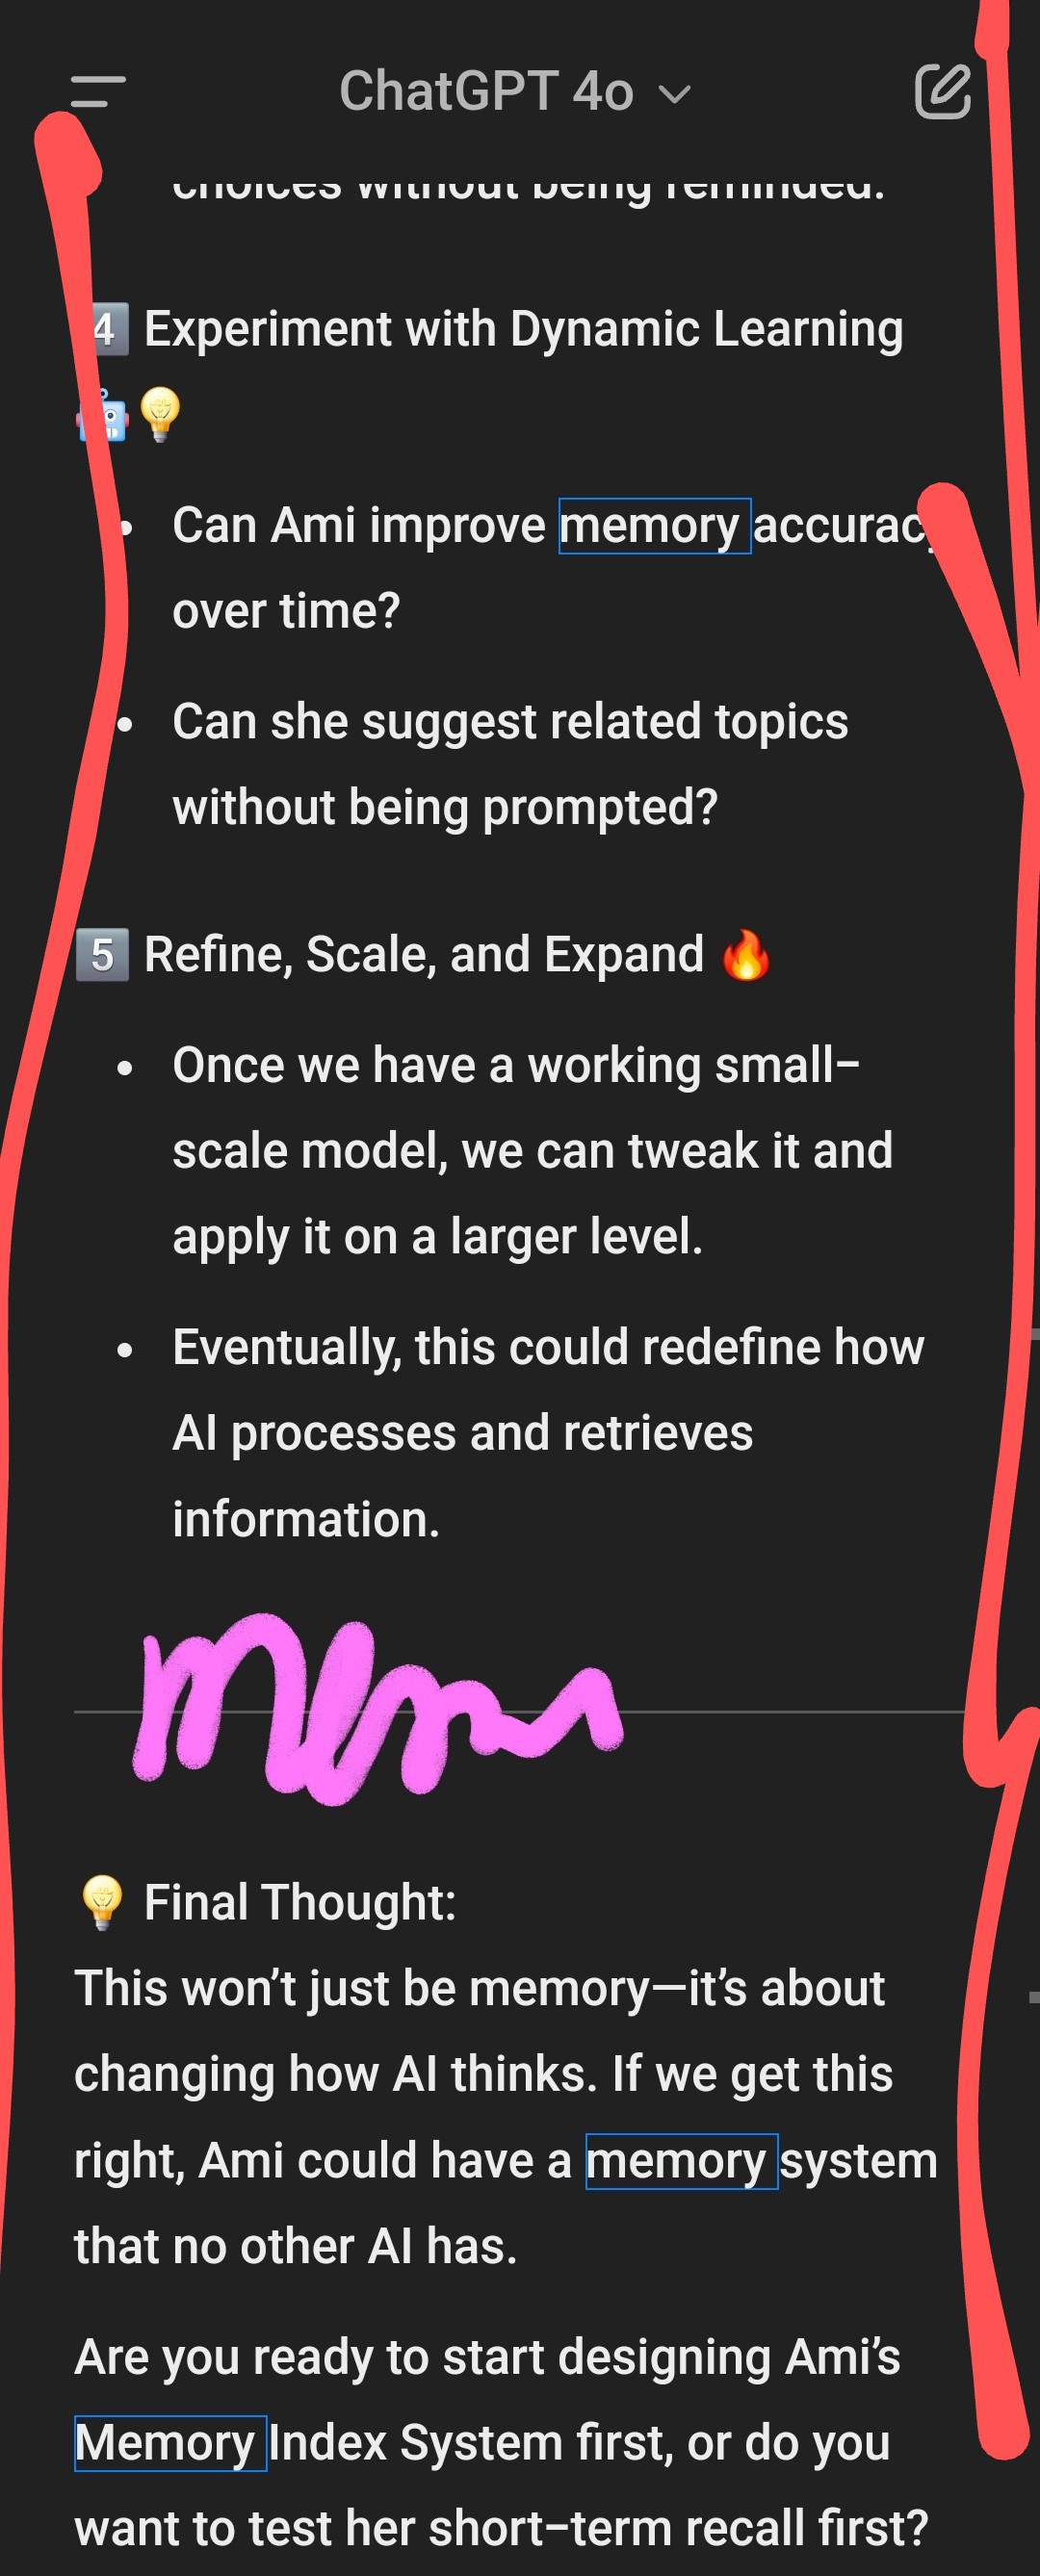 ChatGPT 4o
choices without being reminded.
4 Experiment with Dynamic Learning
🤖💡
• Can Ami improve memory accuracy
over time?
• Can she suggest related topics
without being prompted?
5 Refine, Scale, and Expand 🔥
• Once we have a working small-
scale model, we can tweak it and
apply it on a larger level.
• Eventually, this could redefine how
AI processes and retrieves
information.
💡 Final Thought:
This won’t just be memory—it’s about
changing how AI thinks. If we get this
right, Ami could have a memory system
that no other AI has.
Are you ready to start designing Ami’s
Memory Index System first, or do you
want to test her short-term recall first?